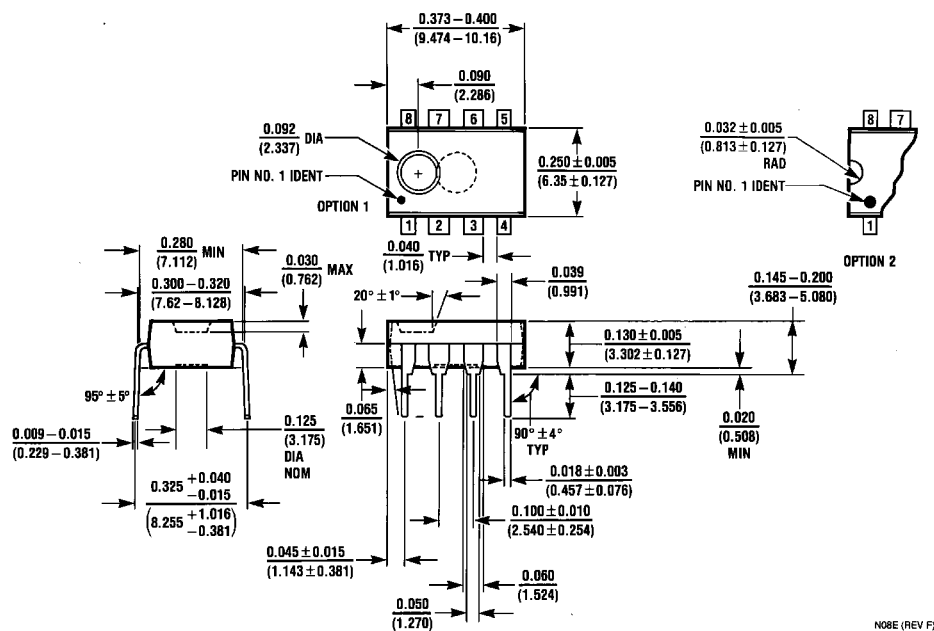 0.373 – 0.400
(9.474 – 10.16)
0.090
(2.286)
8 7 6 5
0.092 DIA
(2.337)
PIN NO. 1 IDENT
OPTION 1
1 2 3 4
0.250 ± 0.005
(6.35 ± 0.127)
8 7
0.032 ± 0.005
(0.813 ± 0.127)
RAD
PIN NO. 1 IDENT
1
OPTION 2
0.280 MIN
(7.112)
0.300 – 0.320
(7.62 – 8.128)
0.030 MAX
(0.762)
0.040 TYP
(1.016)
20° ± 1°
0.039
(0.991)
0.145 – 0.200
(3.683 – 5.080)
0.130 ± 0.005
(3.302 ± 0.127)
0.125 – 0.140
(3.175 – 3.556)
0.020
(0.508)
MIN
95° ± 5°
0.009 – 0.015
(0.229 – 0.381)
0.125
(3.175)
DIA
NOM
0.065
(1.651)
90° ± 4°
TYP
0.018 ± 0.003
(0.457 ± 0.076)
0.325 +0.040
–0.015
(8.255 +1.016
–0.381)
0.100 ± 0.010
(2.540 ± 0.254)
0.045 ± 0.015
(1.143 ± 0.381)
0.060
(1.524)
0.050
(1.270)
N08E (REV F)